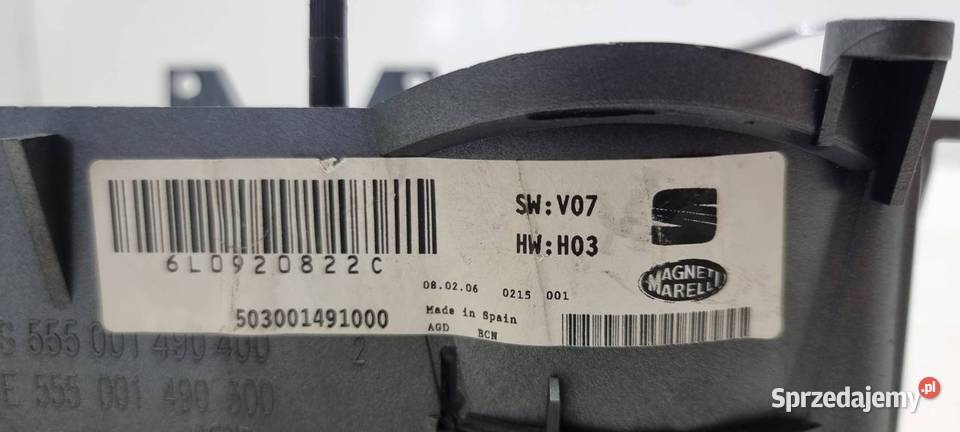 6L0920822C
503001491000
SW:V07
HW:H03
MAGNETI
MARELLI
08.02.06 0215 001
Made in Spain
AGD BCN
S 555 001 490 400 2
E 555 001 490 300
Sprzedajemy.pl